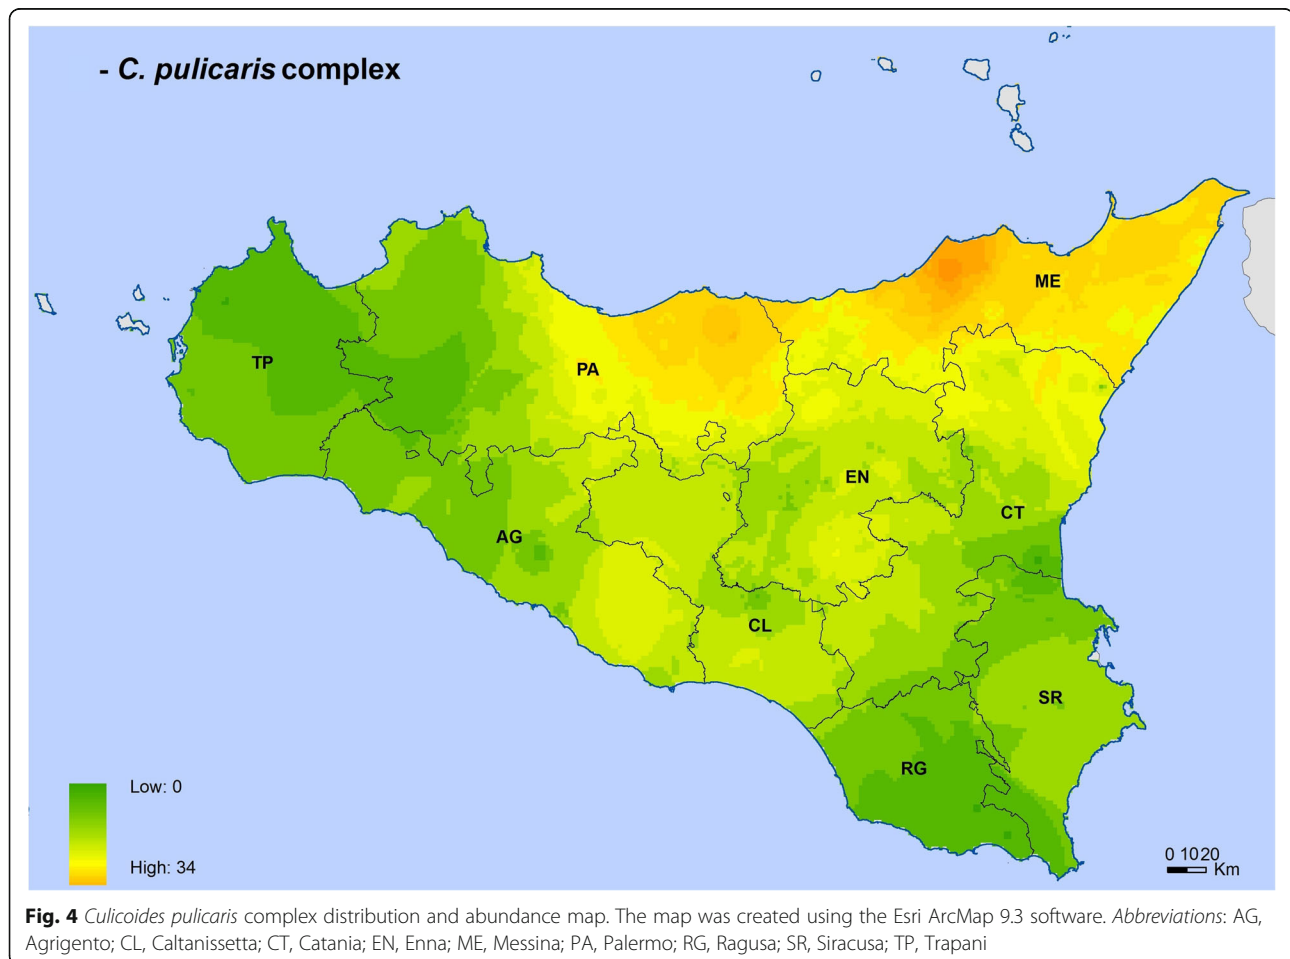 - C. pulicaris complex
ME
TP
PA
EN
CT
AG
CL
SR
RG
Low: 0
High: 34
0 1020
Km
Fig. 4 Culicoides pulicaris complex distribution and abundance map. The map was created using the Esri ArcMap 9.3 software. Abbreviations: AG,
Agrigento; CL, Caltanissetta; CT, Catania; EN, Enna; ME, Messina; PA, Palermo; RG, Ragusa; SR, Siracusa; TP, Trapani